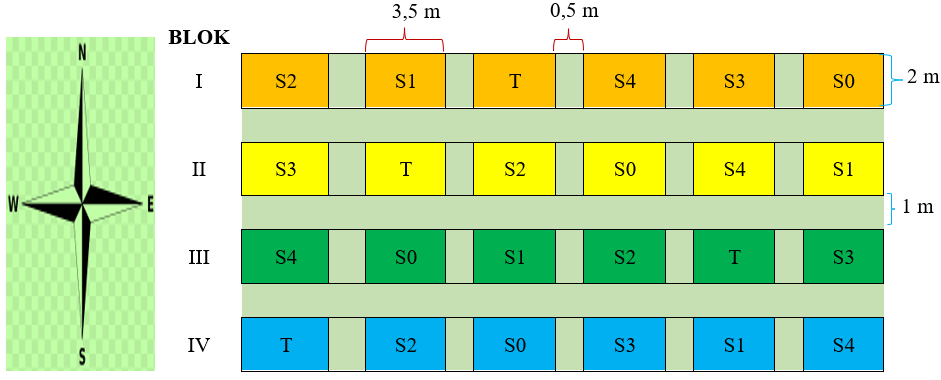 3,5 m 0,5 m
BLOK
N
I S2 S1 T S4 S3 S0 2 m
II S3 T S2 S0 S4 S1
W E 1 m
III S4 S0 S1 S2 T S3
IV T S2 S0 S3 S1 S4
S